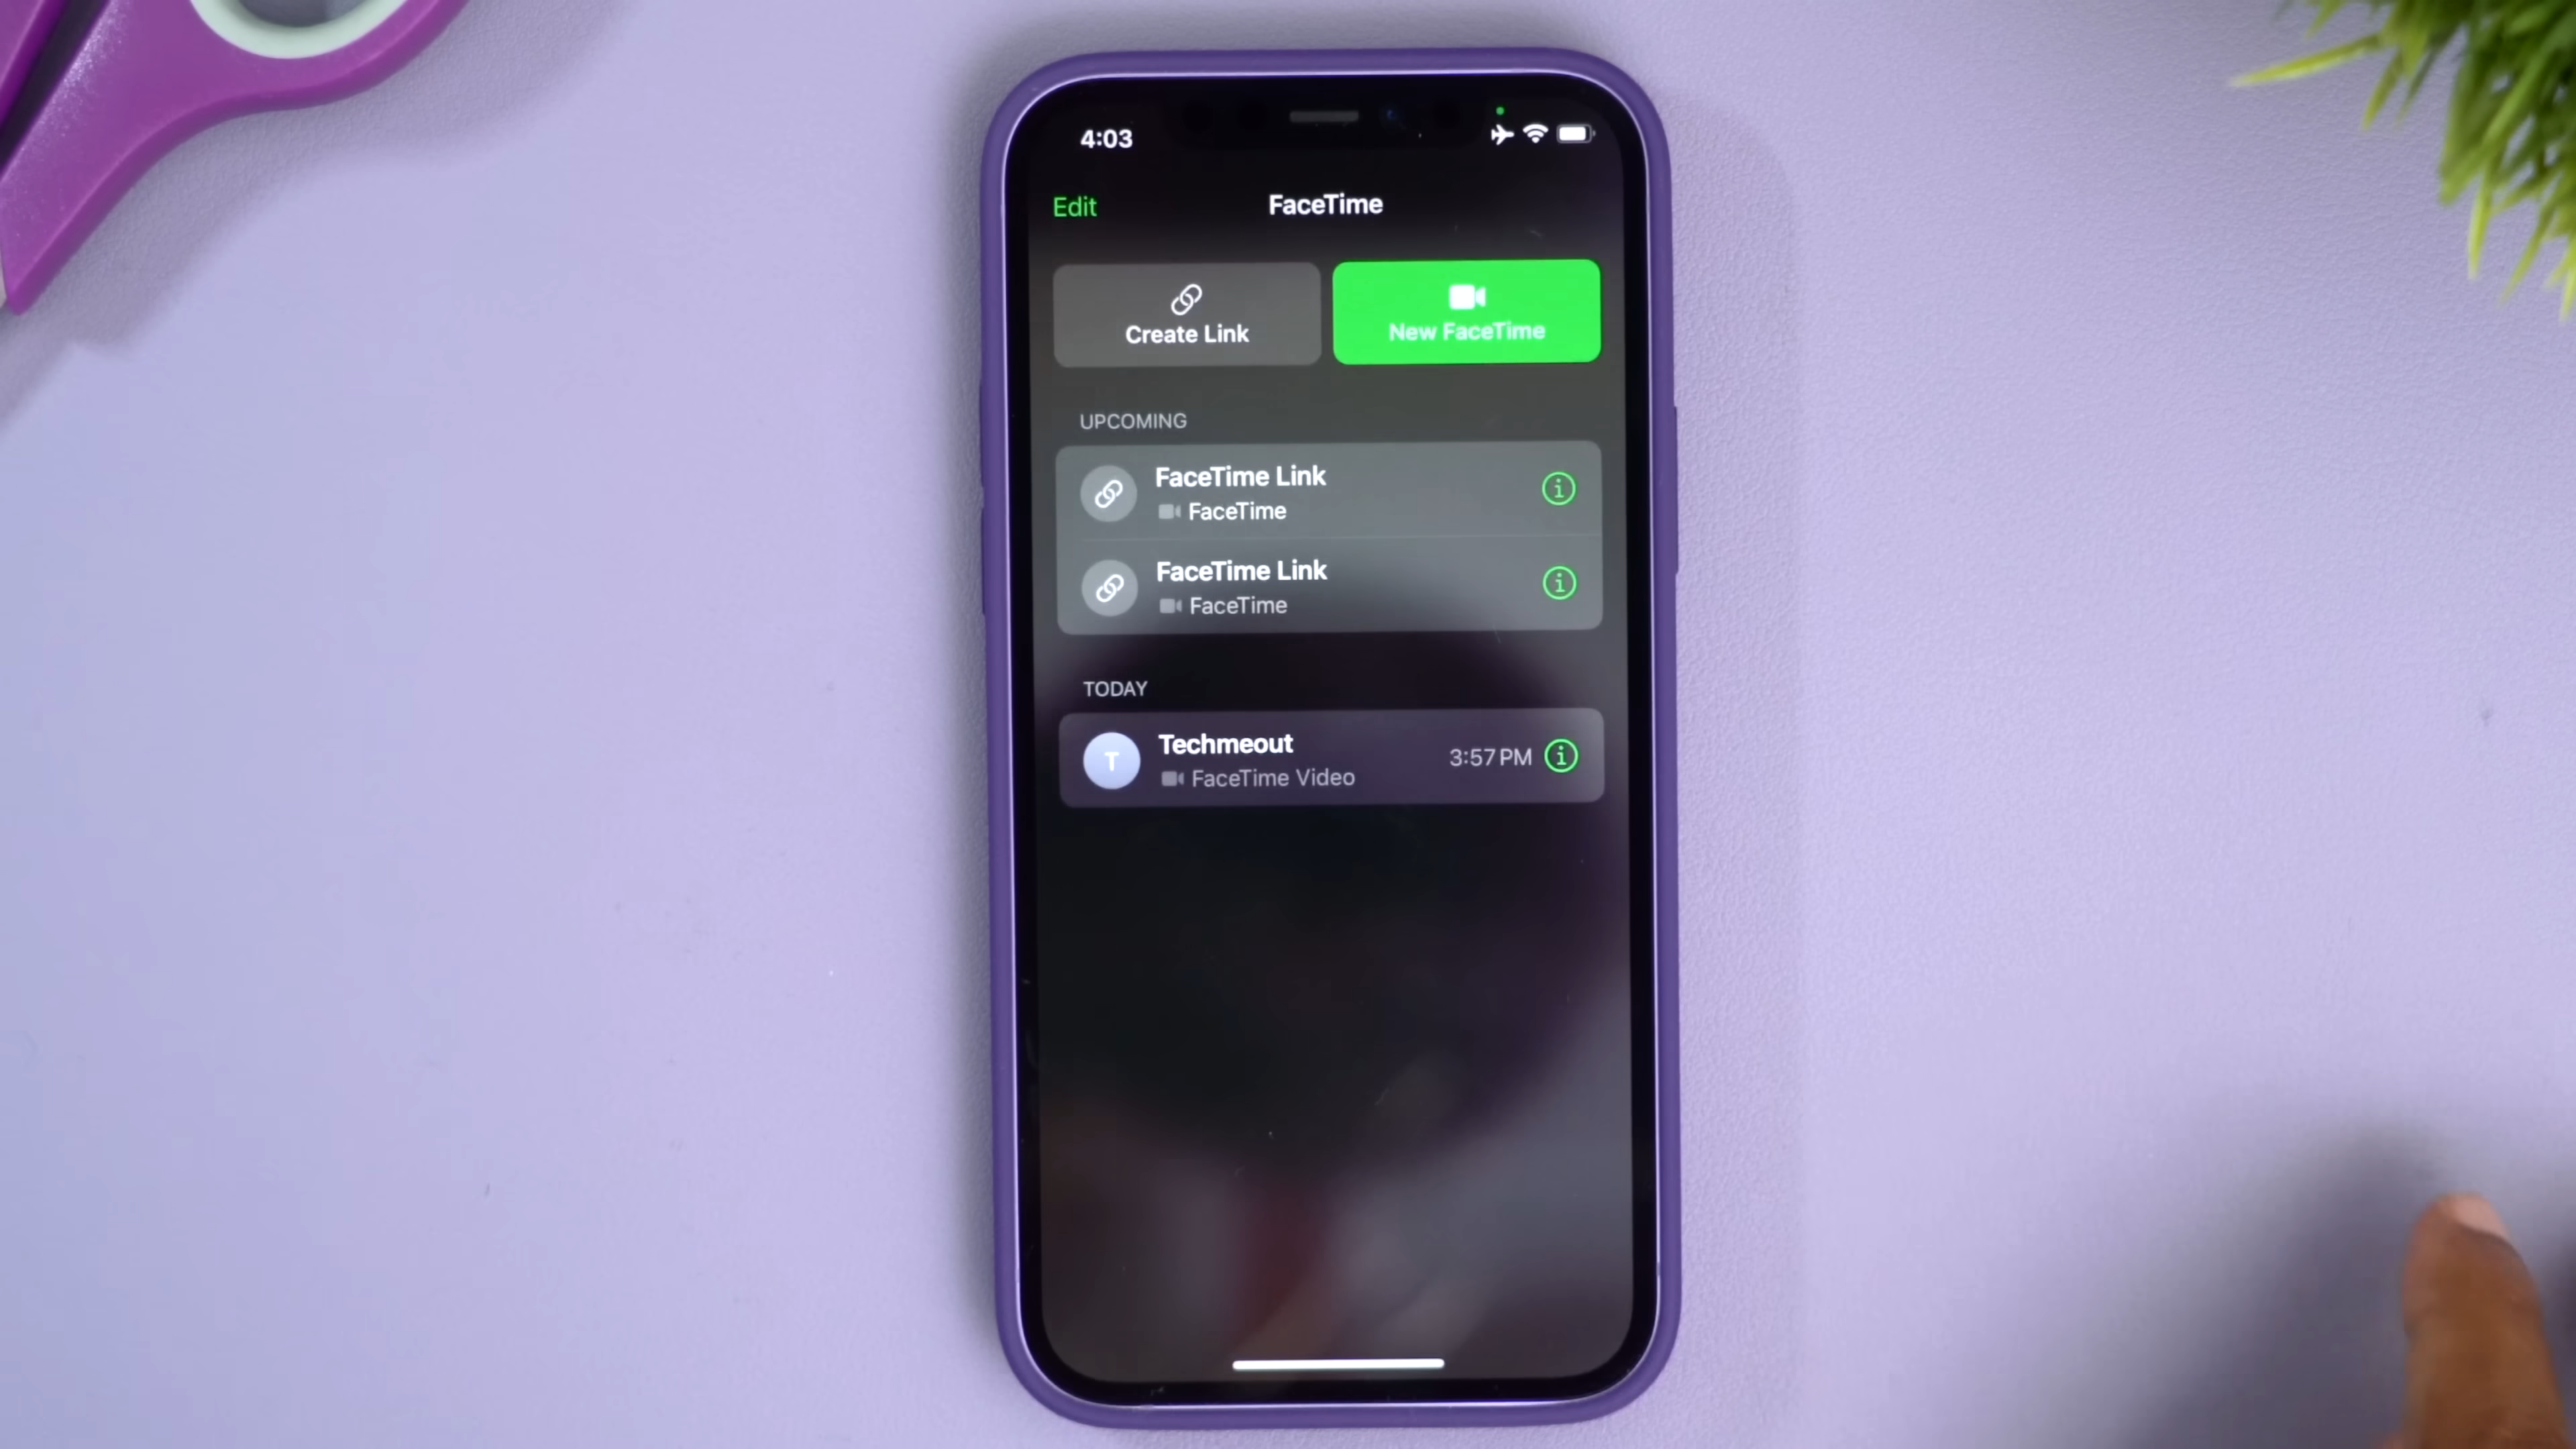 4:03
Edit
FaceTime
Create Link
New FaceTime
UPCOMING
FaceTime Link
FaceTime
FaceTime Link
FaceTime
TODAY
T
Techmeout
FaceTime Video
3:57 PM